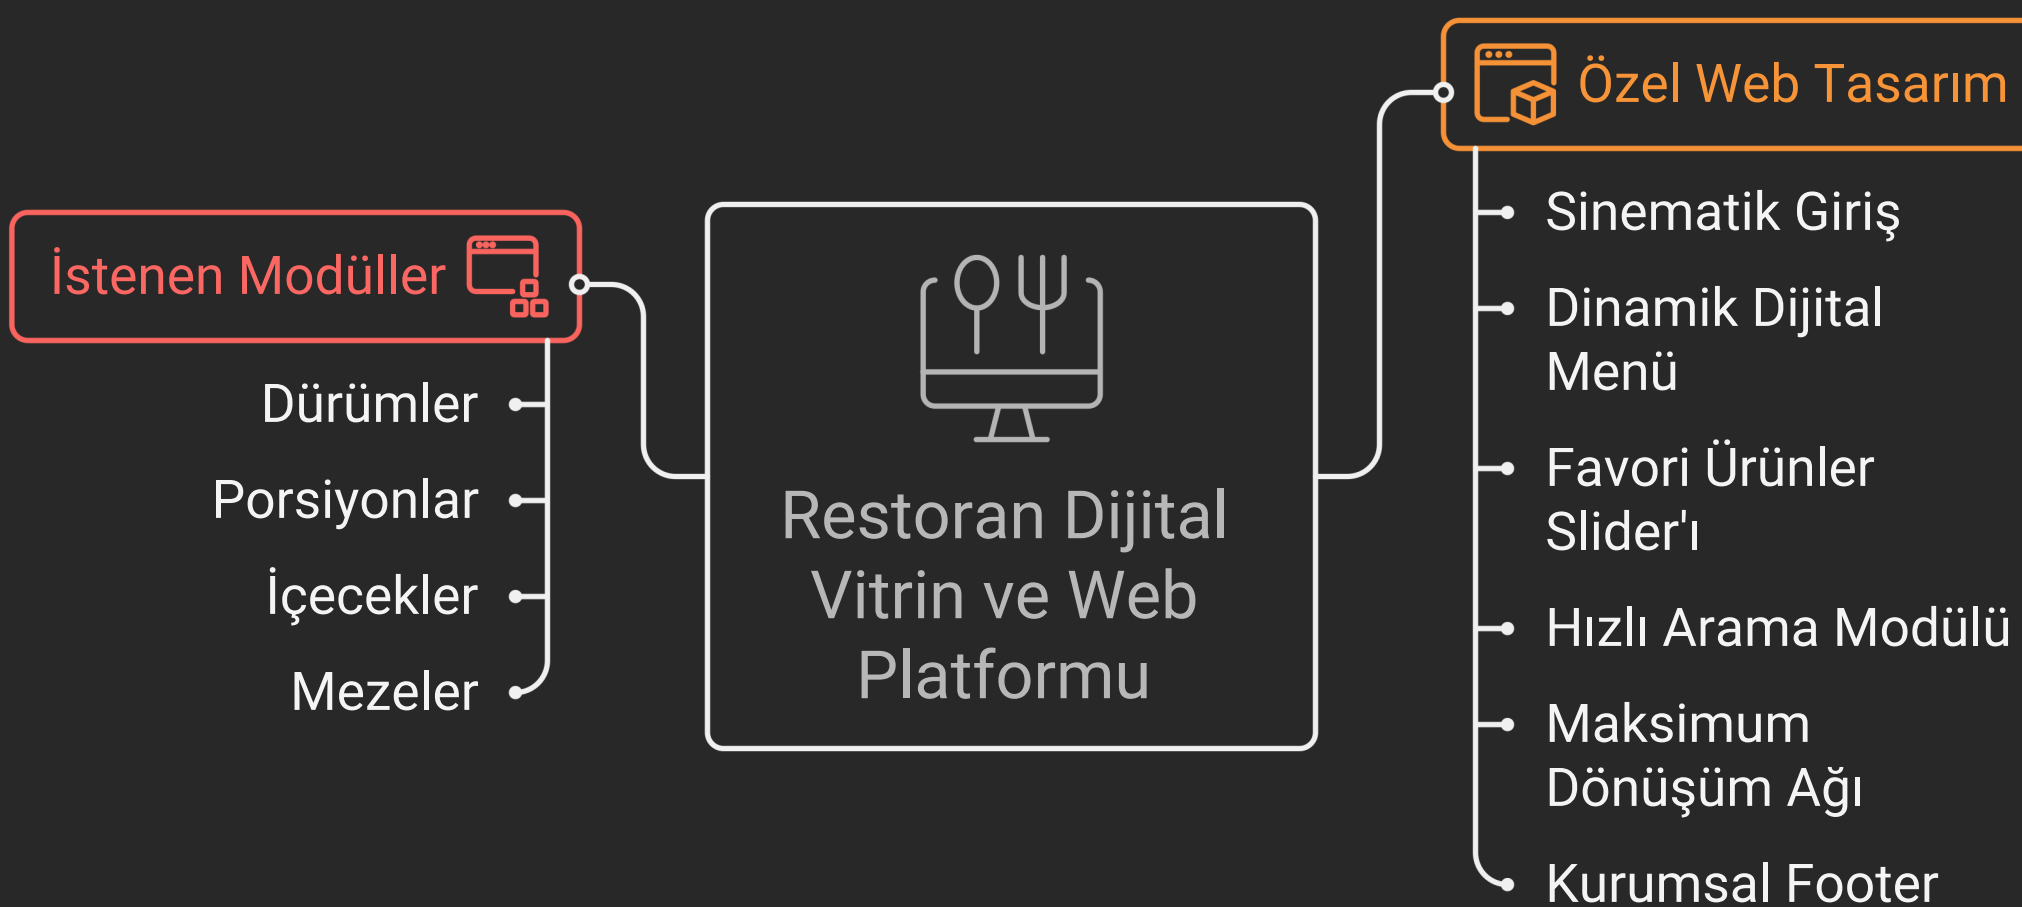 İstenen Modüller
Dürümler
Porsiyonlar
İçecekler
Mezeler
Restoran Dijital
Vitrin ve Web
Platformu
Özel Web Tasarım
Sinematik Giriş
Dinamik Dijital
Menü
Favori Ürünler
Slider'ı
Hızlı Arama Modülü
Maksimum
Dönüşüm Ağı
Kurumsal Footer